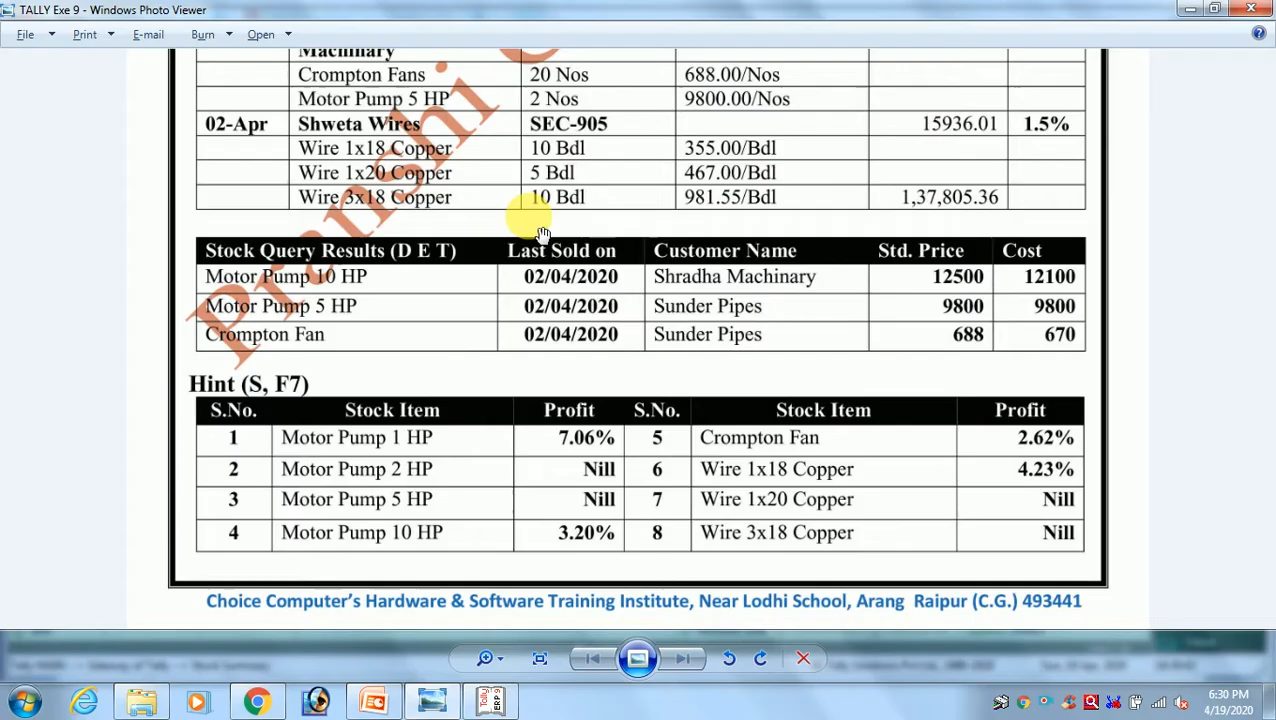 TALLY Exe 9 - Windows Photo Viewer
File Print E-mail Burn Open
Machinary
Crompton Fans 20 Nos 688.00/Nos
Motor Pump 5 HP 2 Nos 9800.00/Nos
02-Apr Shweta Wires SEC-905 15936.01 1.5%
Wire 1x18 Copper 10 Bdl 355.00/Bdl
Wire 1x20 Copper 5 Bdl 467.00/Bdl
Wire 3x18 Copper 10 Bdl 981.55/Bdl 1,37,805.36
Stock Query Results (D E T) Last Sold on Customer Name Std. Price Cost
Motor Pump 10 HP 02/04/2020 Shradha Machinary 12500 12100
Motor Pump 5 HP 02/04/2020 Sunder Pipes 9800 9800
Crompton Fan 02/04/2020 Sunder Pipes 688 670
Pranshi
Hint (S, F7)
S.No. Stock Item Profit S.No. Stock Item Profit
1 Motor Pump 1 HP 7.06% 5 Crompton Fan 2.62%
2 Motor Pump 2 HP Nill 6 Wire 1x18 Copper 4.23%
3 Motor Pump 5 HP Nill 7 Wire 1x20 Copper Nill
4 Motor Pump 10 HP 3.20% 8 Wire 3x18 Copper Nill
Choice Computer's Hardware & Software Training Institute, Near Lodhi School, Arang Raipur (C.G.) 493441
Tally ERP 9
6:30 PM
4/19/2020